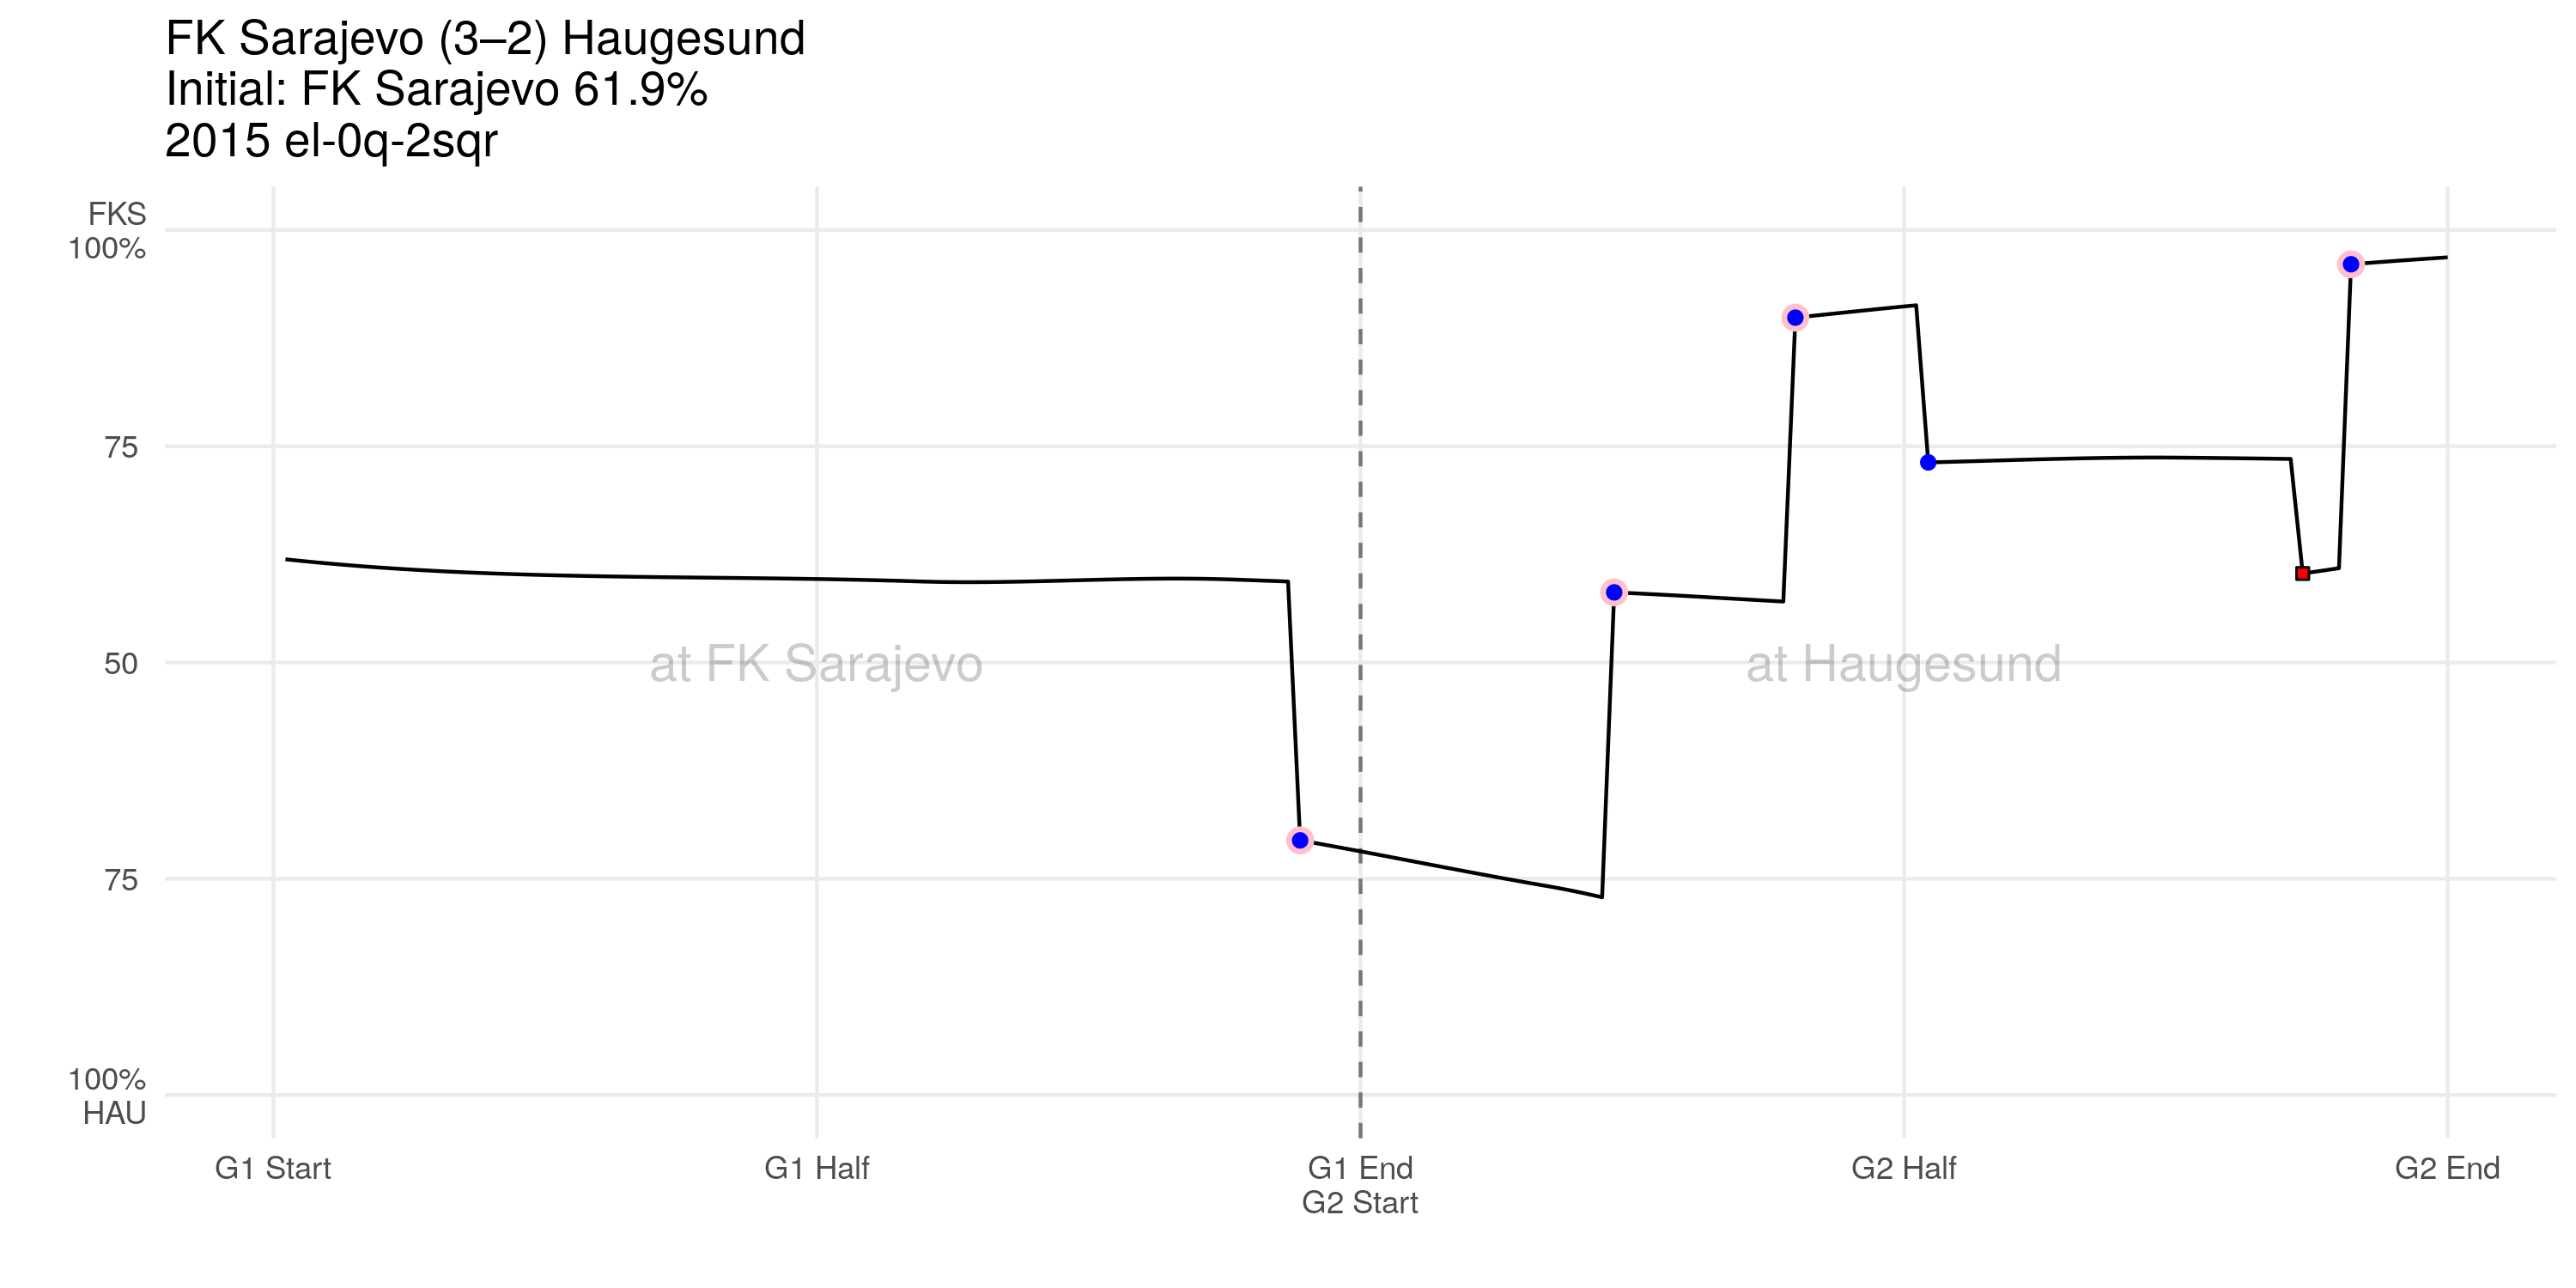 FK Sarajevo (3–2) Haugesund
Initial: FK Sarajevo 61.9%
2015 el-0q-2sqr
FKS
100%
75
50
75
100%
HAU
at FK Sarajevo
at Haugesund
G1 Start
G1 Half
G1 End
G2 Start
G2 Half
G2 End